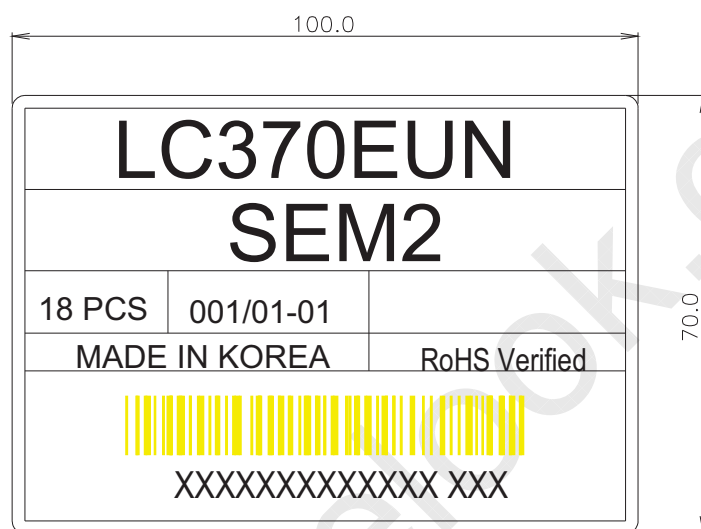 100.0
LC370EUN
SEM2
18 PCS 001/01-01
70.0
MADE IN KOREA RoHS Verified
XXXXXXXXXXXXX XXX